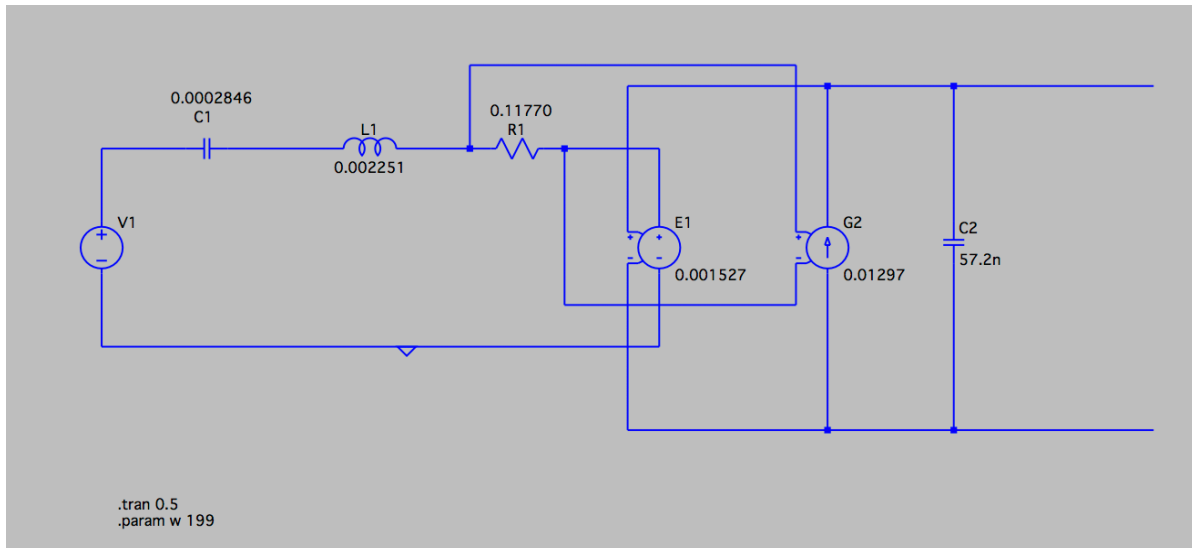 0.0002846
C1
L1
0.002251
0.11770
R1
V1
E1
0.001527
G2
0.01297
C2
57.2n
.tran 0.5
.param w 199